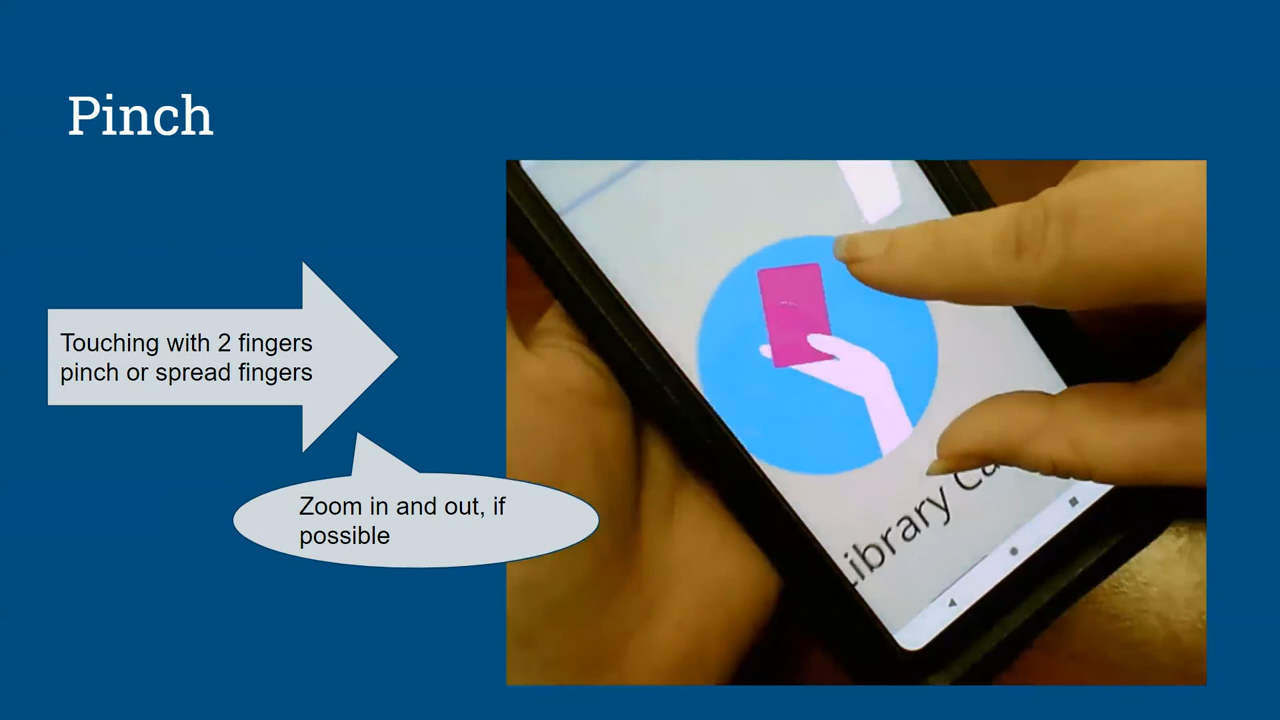 Pinch
Touching with 2 fingers
pinch or spread fingers
Zoom in and out, if
possible
Library